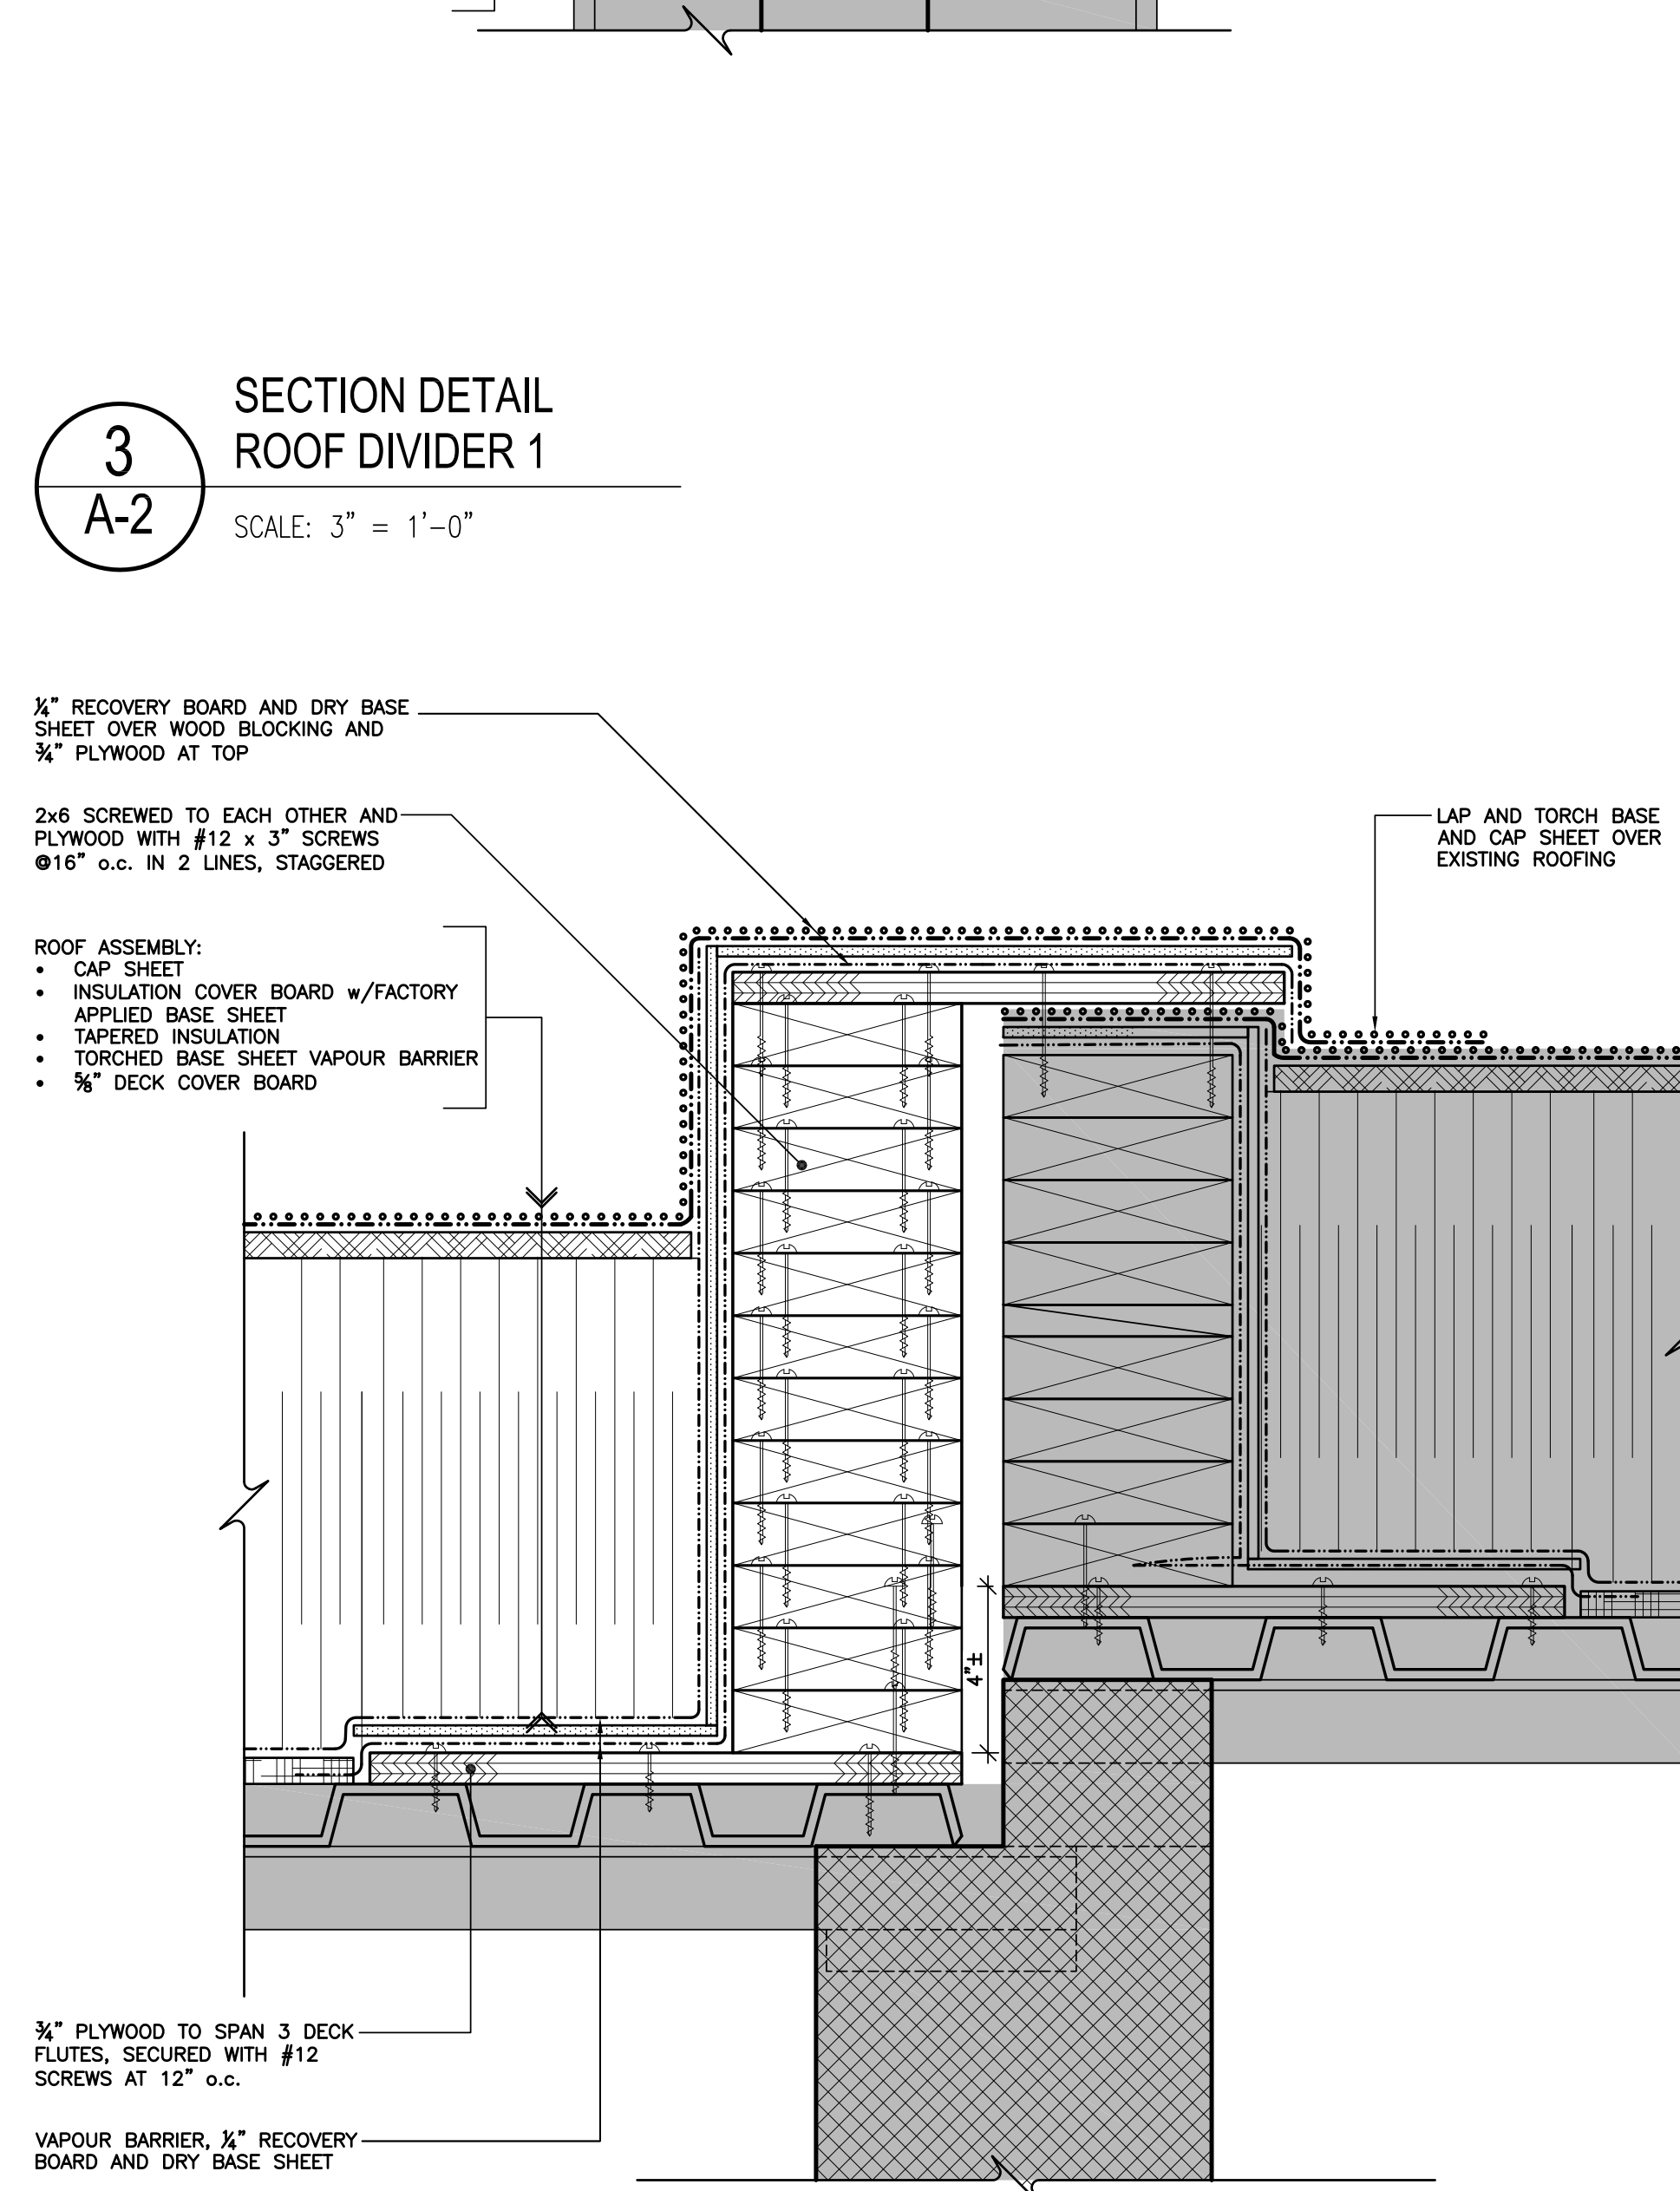 3
A-2
SECTION DETAIL
ROOF DIVIDER 1
SCALE: 3" = 1'-0"
¼" RECOVERY BOARD AND DRY BASE
SHEET OVER WOOD BLOCKING AND
¾" PLYWOOD AT TOP
2x6 SCREWED TO EACH OTHER AND
PLYWOOD WITH #12 x 3" SCREWS
@16" o.c. IN 2 LINES, STAGGERED
ROOF ASSEMBLY:
• CAP SHEET
• INSULATION COVER BOARD w/FACTORY
APPLIED BASE SHEET
• TAPERED INSULATION
• TORCHED BASE SHEET VAPOUR BARRIER
• ⅝" DECK COVER BOARD
LAP AND TORCH BASE
AND CAP SHEET OVER
EXISTING ROOFING
4"±
¾" PLYWOOD TO SPAN 3 DECK
FLUTES, SECURED WITH #12
SCREWS AT 12" o.c.
VAPOUR BARRIER, ¼" RECOVERY
BOARD AND DRY BASE SHEET